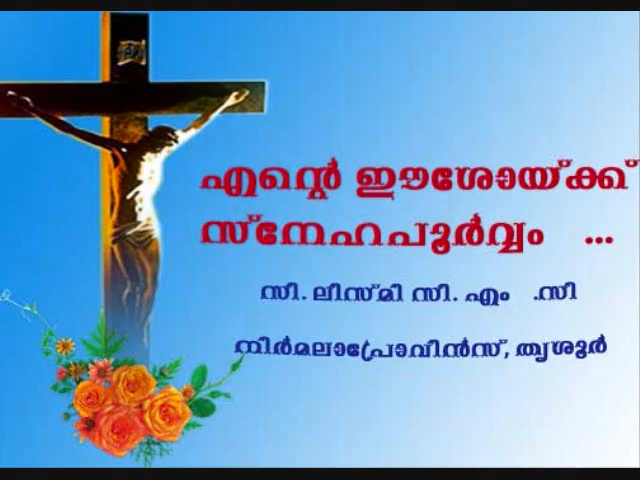 എന്റെ ഈശോയ്ക്ക്
സ്നേഹപൂർവ്വം ...
സീ. ലിസ്മി സീ. എം .സീ
നിർമലാപ്രോവിൻസ്, തൃശൂർ